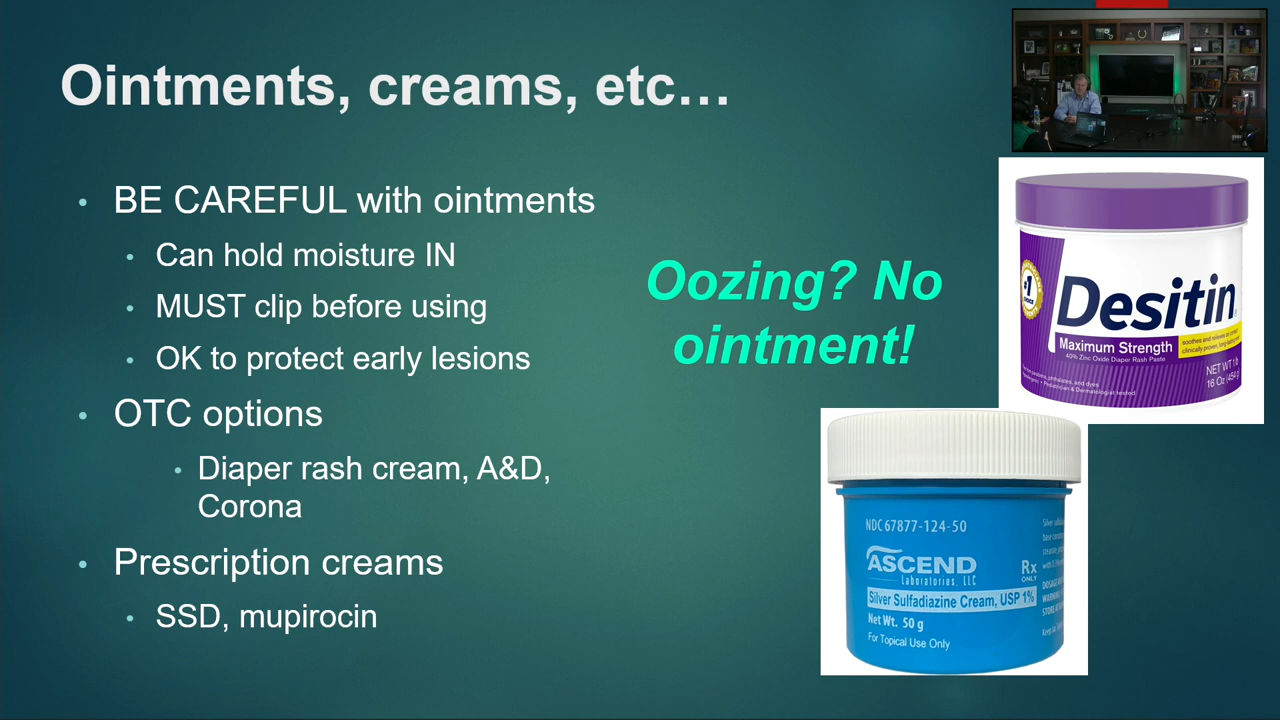 Ointments, creams, etc…
BE CAREFUL with ointments
Can hold moisture IN
MUST clip before using
OK to protect early lesions
OTC options
Diaper rash cream, A&D,
Corona
Prescription creams
SSD, mupirocin
Oozing? No
ointment!
#1
Desitin
Maximum Strength
40% Zinc Oxide Diaper Rash Paste
NET WT 1 lb
16 Oz (454 g
NDC 67877-124-50
ASCEND
Laboratories, LLC
Rx
ONLY
Silver Sulfadiazine Cream, USP 1%
Net Wt. 50 g
For Topical Use Only